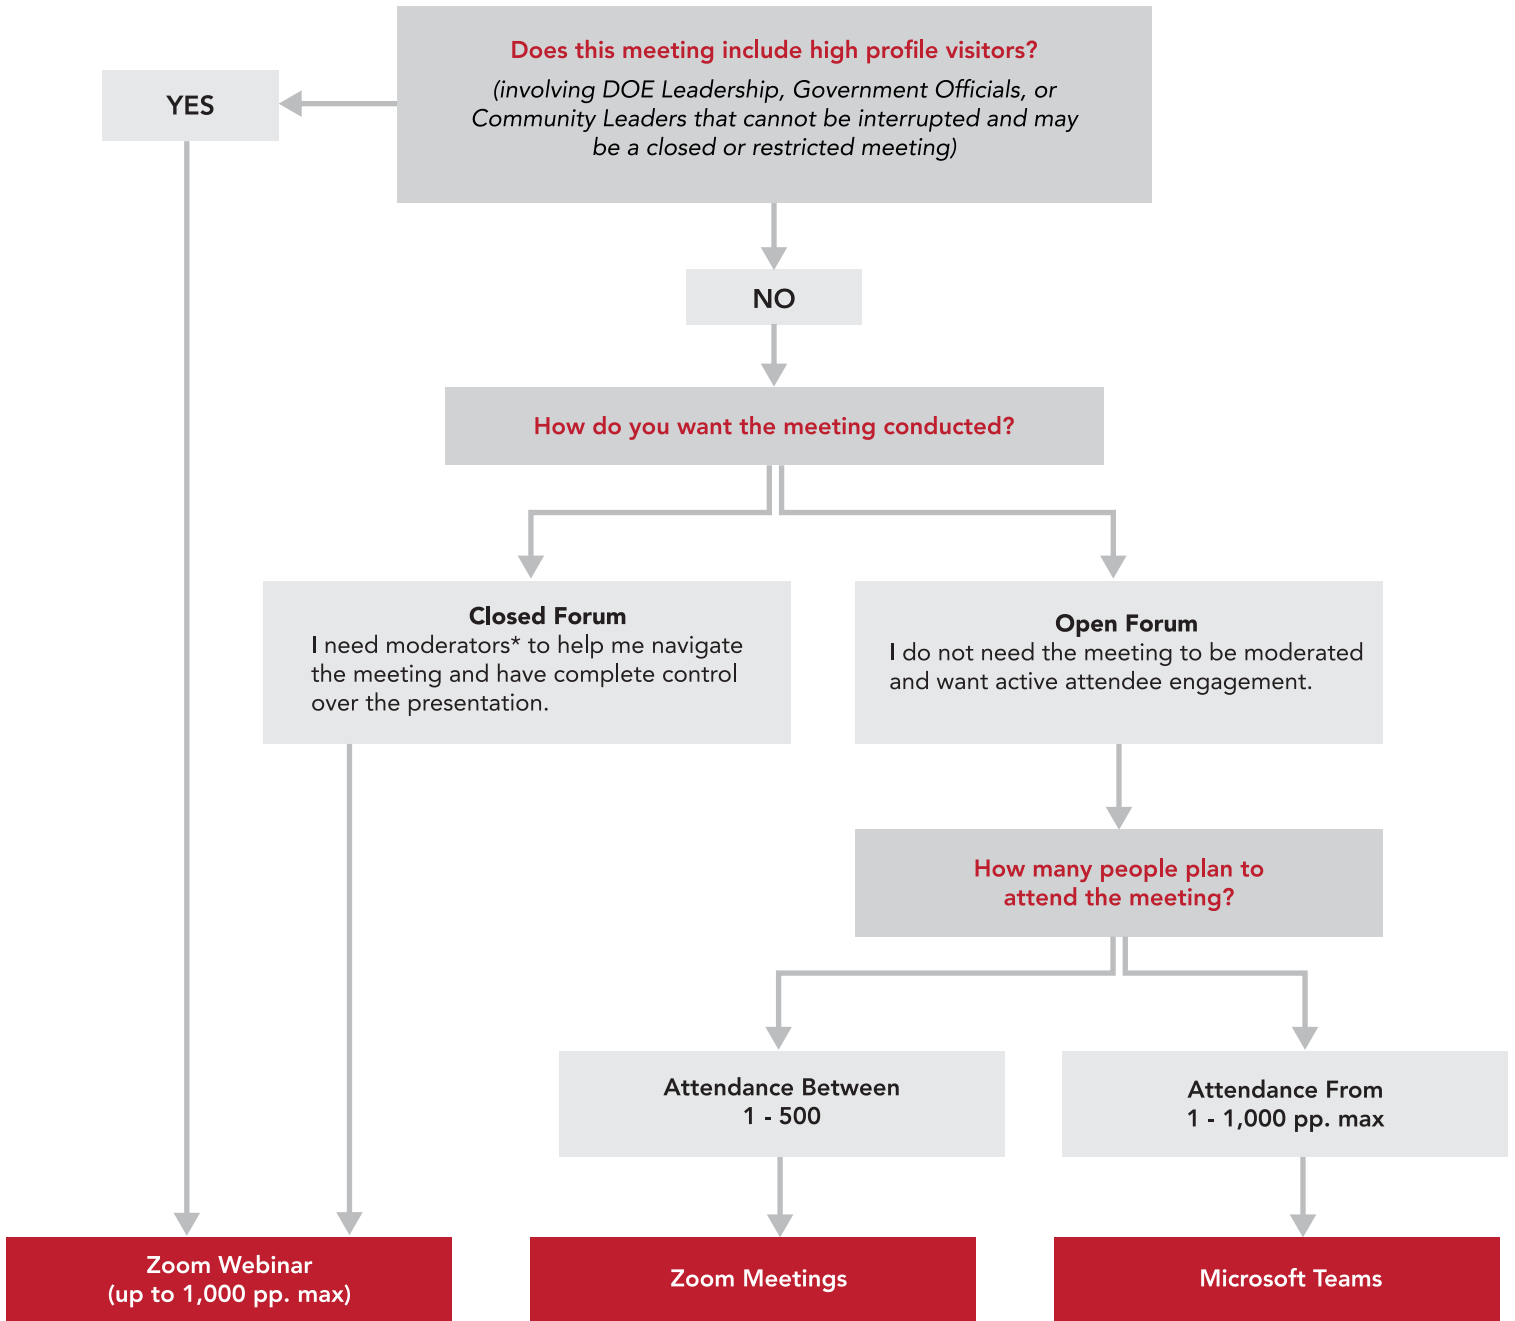 Does this meeting include high profile visitors?
(involving DOE Leadership, Government Officials, or
Community Leaders that cannot be interrupted and may
be a closed or restricted meeting)
YES
NO
How do you want the meeting conducted?
Closed Forum
I need moderators* to help me navigate
the meeting and have complete control
over the presentation.
Open Forum
I do not need the meeting to be moderated
and want active attendee engagement.
How many people plan to
attend the meeting?
Attendance Between
1 - 500
Attendance From
1 - 1,000 pp. max
Zoom Webinar
(up to 1,000 pp. max)
Zoom Meetings
Microsoft Teams